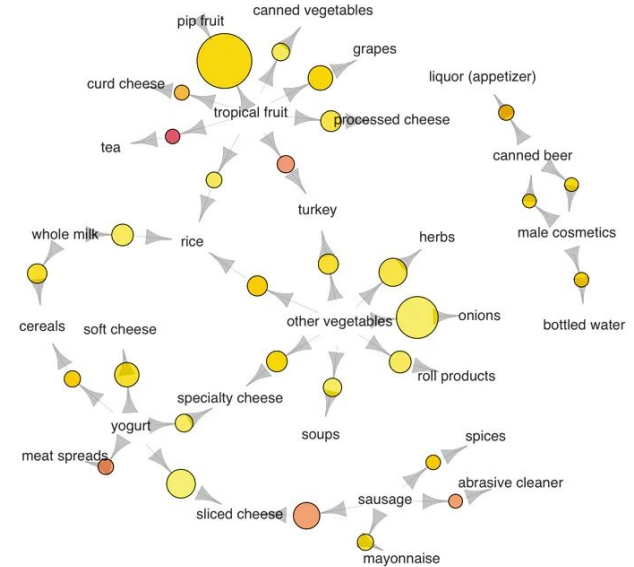 canned vegetables
pip fruit
grapes
liquor (appetizer)
curd cheese
tropical fruit
processed cheese
tea
canned beer
turkey
whole milk
rice
herbs
male cosmetics
other vegetables
onions
bottled water
cereals
soft cheese
roll products
specialty cheese
yogurt
soups
spices
meat spreads
abrasive cleaner
sausage
sliced cheese
mayonnaise